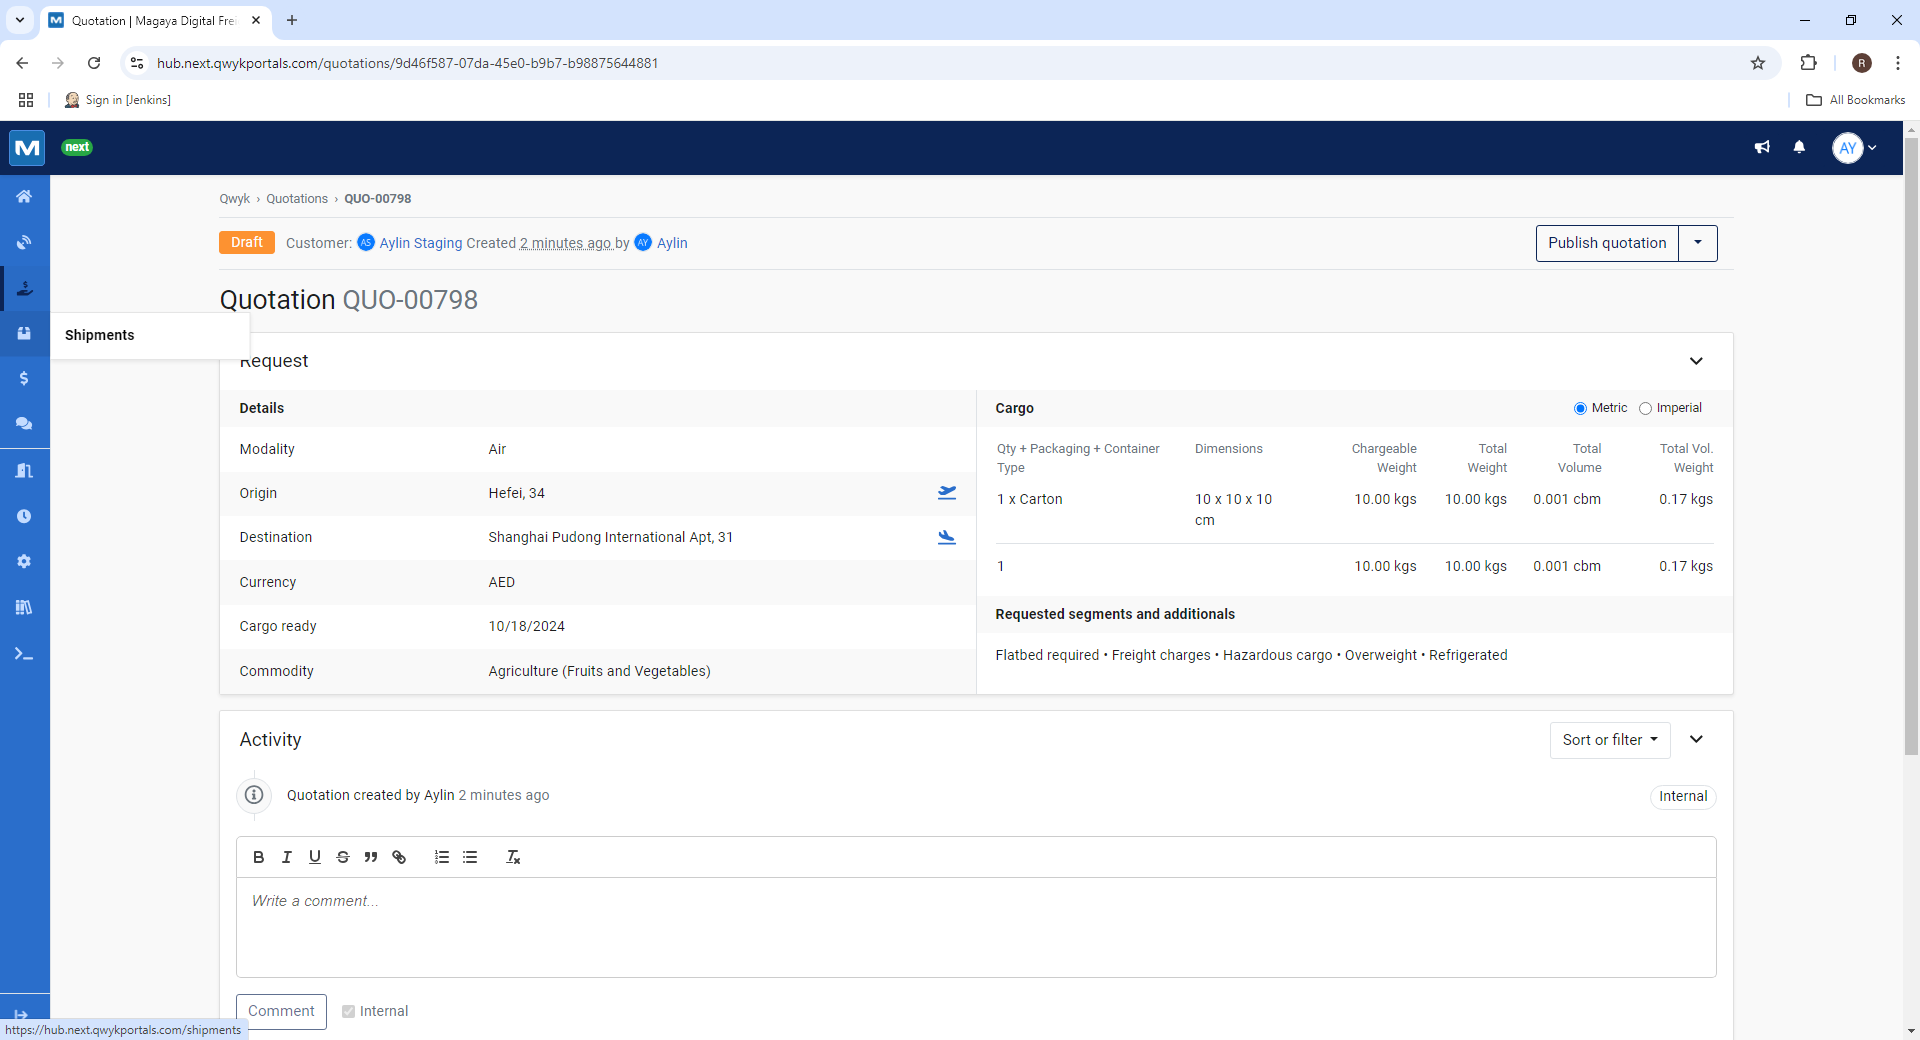 Quotation | Magaya Digital Frei
hub.next.qwykportals.com/quotations/9d46f587-07da-45e0-b9b7-b98875644881
R
Sign in [Jenkins]
All Bookmarks
M
next
AY
Qwyk › Quotations › QUO-00798
Draft
Customer: AS Aylin Staging Created 2 minutes ago by AY Aylin
Publish quotation
Quotation QUO-00798
Shipments
Request
Details
Modality Air
Origin Hefei, 34
Destination Shanghai Pudong International Apt, 31
Currency AED
Cargo ready 10/18/2024
Commodity Agriculture (Fruits and Vegetables)
Cargo
Metric Imperial
Qty + Packaging + Container Type Dimensions Chargeable Weight Total Weight Total Volume Total Vol. Weight
1 x Carton 10 x 10 x 10 cm 10.00 kgs 10.00 kgs 0.001 cbm 0.17 kgs
1 10.00 kgs 10.00 kgs 0.001 cbm 0.17 kgs
Requested segments and additionals
Flatbed required • Freight charges • Hazardous cargo • Overweight • Refrigerated
Activity
Sort or filter
Quotation created by Aylin 2 minutes ago
Internal
B I U S
Write a comment...
Comment
Internal
https://hub.next.qwykportals.com/shipments